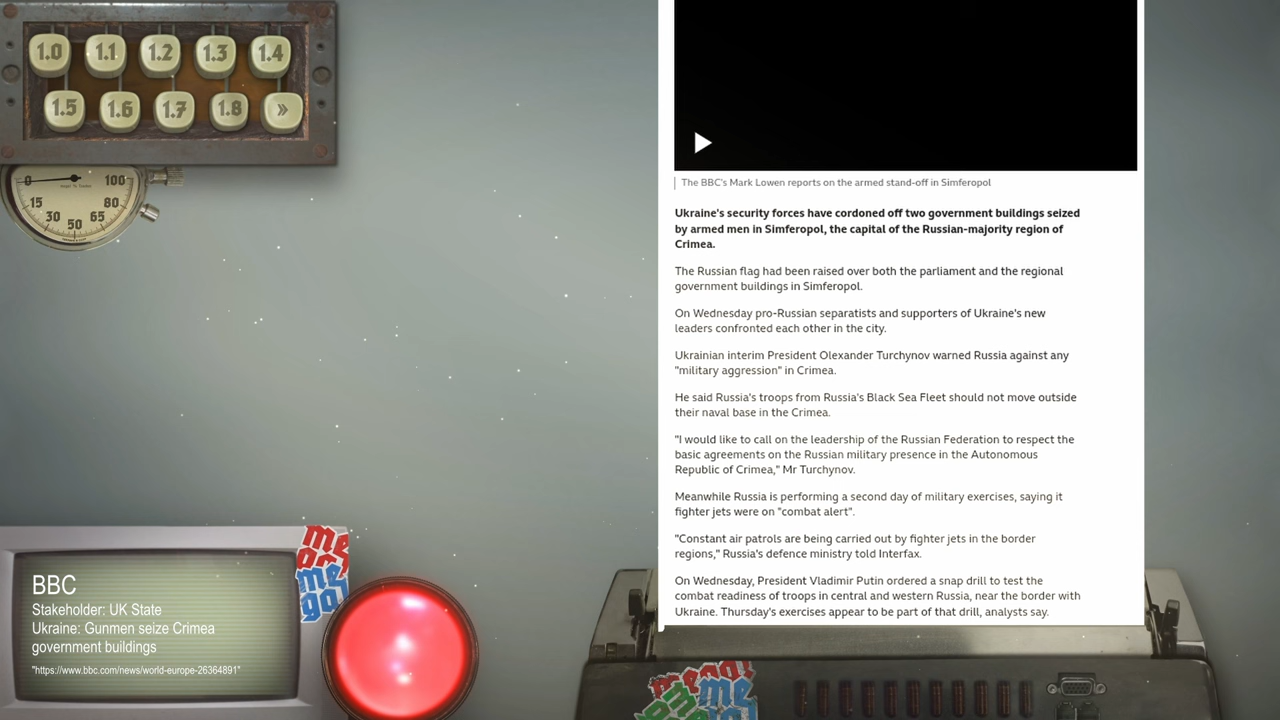 1.0 1.1 1.2 1.3 1.4
1.5 1.6 1.7 1.8 »
0 100
15 80
30 65
50
The BBC's Mark Lowen reports on the armed stand-off in Simferopol
Ukraine's security forces have cordoned off two government buildings seized
by armed men in Simferopol, the capital of the Russian-majority region of
Crimea.
The Russian flag had been raised over both the parliament and the regional
government buildings in Simferopol.
On Wednesday pro-Russian separatists and supporters of Ukraine's new
leaders confronted each other in the city.
Ukrainian interim President Olexander Turchynov warned Russia against any
"military aggression" in Crimea.
He said Russia's troops from Russia's Black Sea Fleet should not move outside
their naval base in the Crimea.
"I would like to call on the leadership of the Russian Federation to respect the
basic agreements on the Russian military presence in the Autonomous
Republic of Crimea," Mr Turchynov.
Meanwhile Russia is performing a second day of military exercises, saying it
fighter jets were on "combat alert".
"Constant air patrols are being carried out by fighter jets in the border
regions," Russia's defence ministry told Interfax.
On Wednesday, President Vladimir Putin ordered a snap drill to test the
combat readiness of troops in central and western Russia, near the border with
Ukraine. Thursday's exercises appear to be part of that drill, analysts say.
BBC
Stakeholder: UK State
Ukraine: Gunmen seize Crimea
government buildings
"https://www.bbc.com/news/world-europe-26364891"